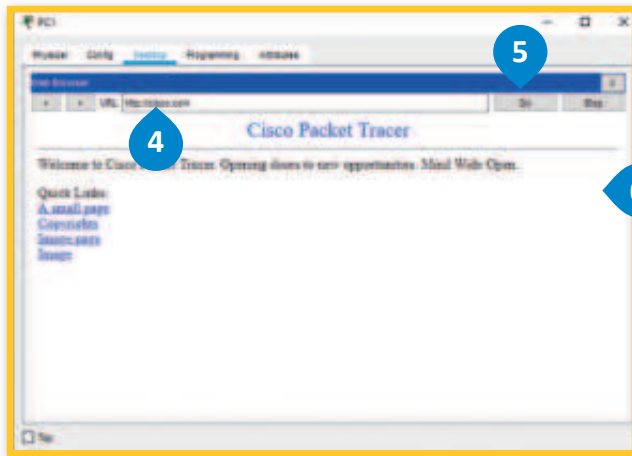 PC1
Physical Config Desktop Programming Attributes
Web Browser X
< > URL http://cisco.com Go Stop
5
4
Cisco Packet Tracer
Welcome to Cisco Packet Tracer. Opening doors to new opportunities. Mind Wide Open.
Quick Links:
A small page
Copyrights
Image page
Image
Top